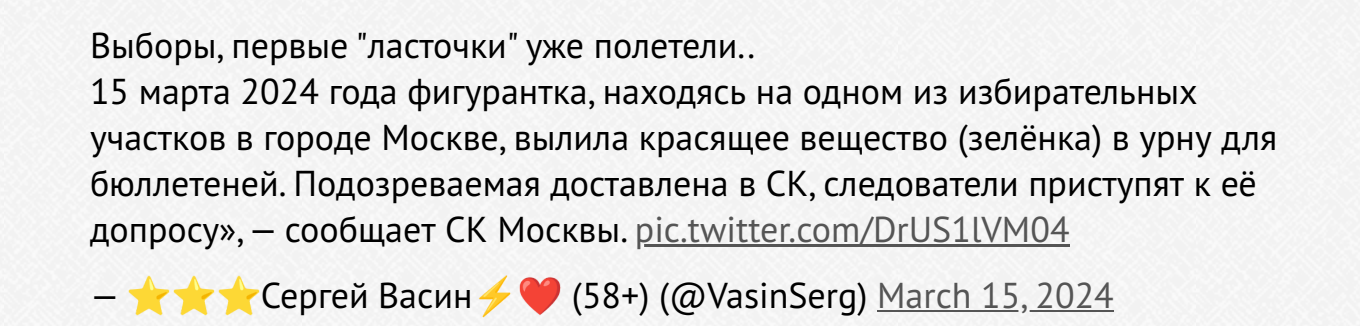 Выборы, первые "ласточки" уже полетели..
15 марта 2024 года фигурантка, находясь на одном из избирательных
участков в городе Москве, вылила красящее вещество (зелёнка) в урну для
бюллетеней. Подозреваемая доставлена в СК, следователи приступят к её
допросу», — сообщает СК Москвы. pic.twitter.com/DrUS1lVM04
— ⭐⭐⭐Сергей Васин⚡❤️ (58+) (@VasinSerg) March 15, 2024